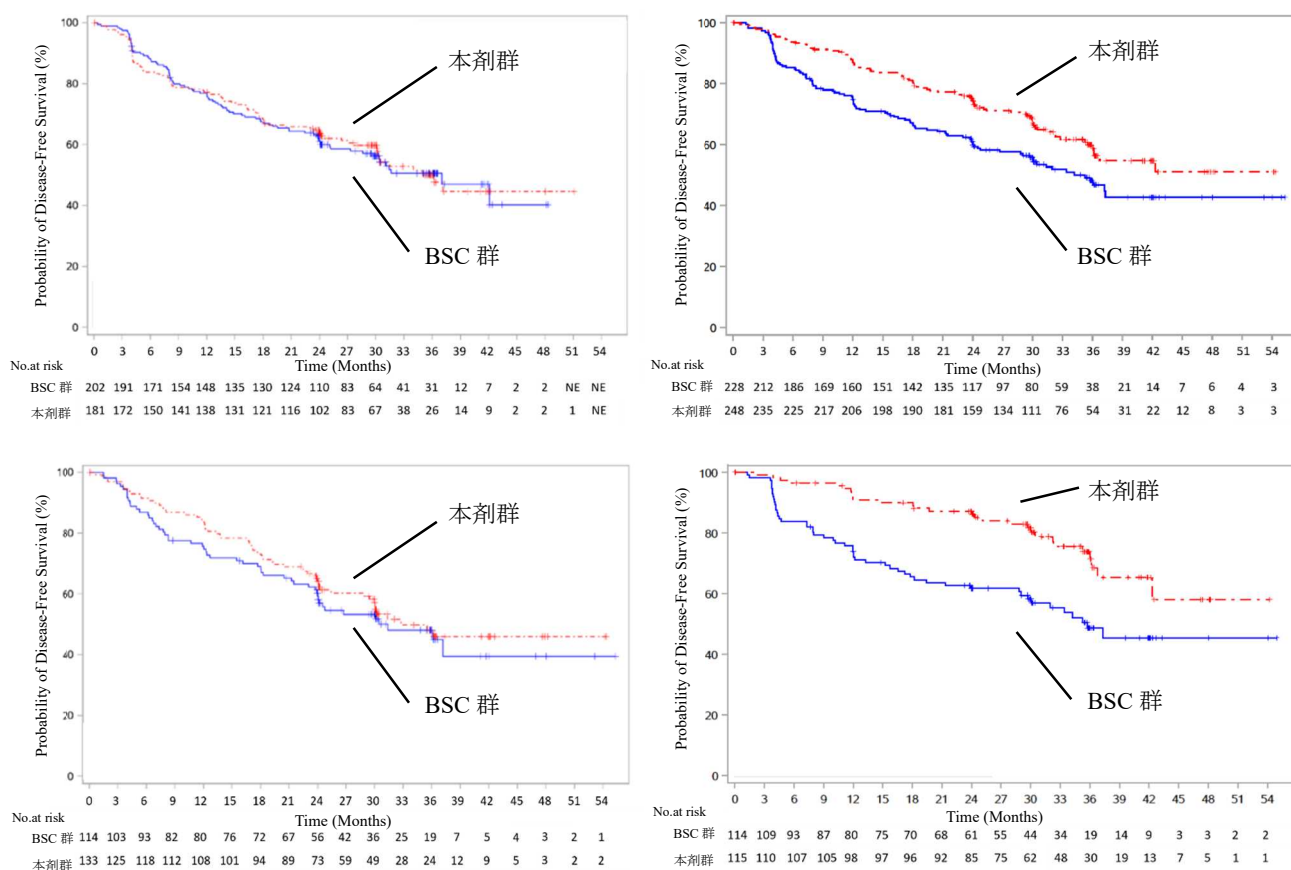 Probability of Disease-Free Survival (%)
100
80
60
40
20
0
本剤群
BSC 群
0 3 6 9 12 15 18 21 24 27 30 33 36 39 42 45 48 51 54
Time (Months)
No.at risk
BSC 群 202 191 171 154 148 135 130 124 110 83 64 41 31 12 7 2 2 NE NE
本剤群 181 172 150 141 138 131 121 116 102 83 67 38 26 14 9 2 2 1 NE
Probability of Disease-Free Survival (%)
100
80
60
40
20
0
本剤群
BSC 群
0 3 6 9 12 15 18 21 24 27 30 33 36 39 42 45 48 51 54
Time (Months)
No.at risk
BSC 群 228 212 186 169 160 151 142 135 117 97 80 59 38 21 14 7 6 4 3
本剤群 248 235 225 217 206 198 190 181 159 134 111 76 54 31 22 12 8 3 3
Probability of Disease-Free Survival (%)
100
80
60
40
20
0
本剤群
BSC 群
0 3 6 9 12 15 18 21 24 27 30 33 36 39 42 45 48 51 54
Time (Months)
No.at risk
BSC 群 114 103 93 82 80 76 72 67 56 42 36 25 19 7 5 4 3 2 1
本剤群 133 125 118 112 108 101 94 89 73 59 49 28 24 12 9 5 3 2 2
Probability of Disease-Free Survival (%)
100
80
60
40
20
0
本剤群
BSC 群
0 3 6 9 12 15 18 21 24 27 30 33 36 39 42 45 48 51 54
Time (Months)
No.at risk
BSC 群 114 109 93 87 80 75 70 68 61 55 44 34 19 14 9 3 3 2 2
本剤群 115 110 107 105 98 97 96 92 85 75 62 48 30 19 13 7 5 1 1